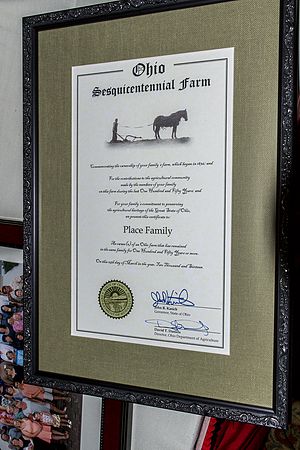 Ohio
Sesquicentennial Farm
Commemorating the ownership of your family's farm, which began in and
For the contributions to the agricultural community
made by the members of your family
on this farm during the last One Hundred and Fifty Years; and
For your family's commitment to preserving
the agricultural heritage of the Great State of Ohio,
we present this certificate to:
Place Family
As owner(s) of an Ohio farm that has remained
in the same family for One Hundred and Fifty Years or more.
On this day of March in the year, Two Thousand and Sixteen
John R. Kasich
Governor, State of Ohio
David T. Daniels
Director, Ohio Department of Agriculture